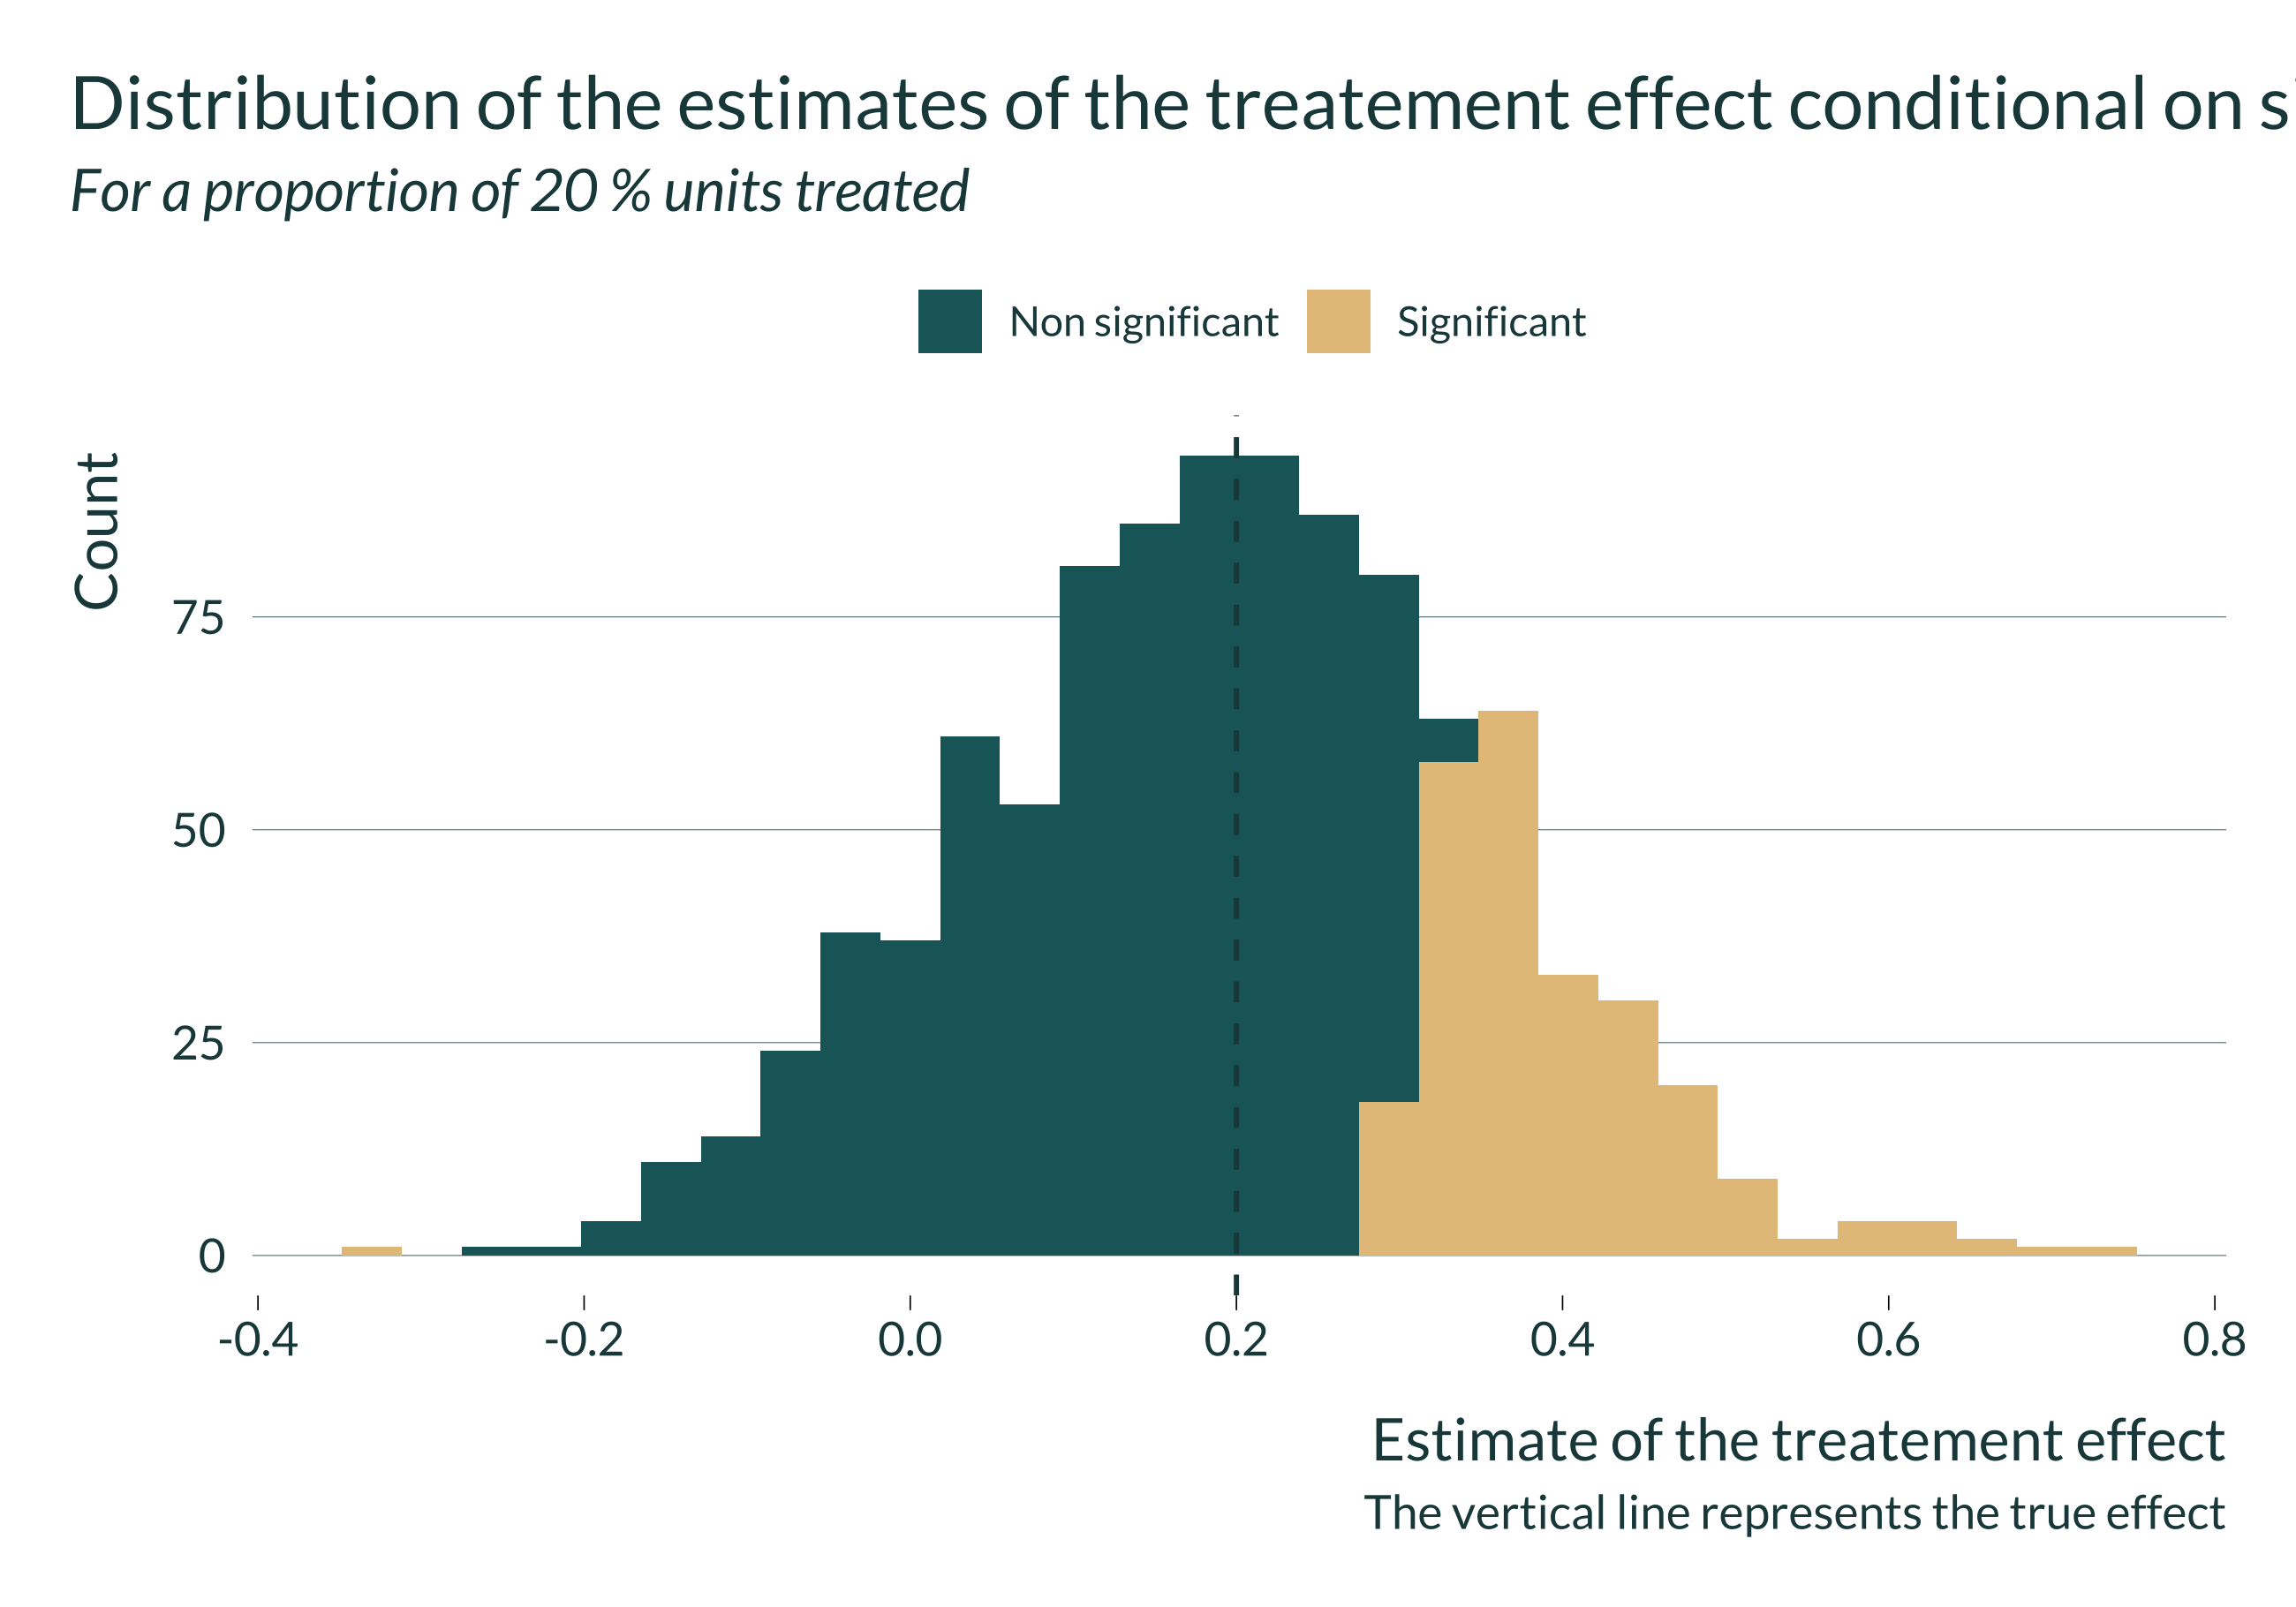 Distribution of the estimates of the treatement effect conditional on
For a proportion of 20 % units treated
Non significant
Significant
Count
75
50
25
0
-0.4
-0.2
0.0
0.2
0.4
0.6
0.8
Estimate of the treatement effect
The vertical line represents the true effect